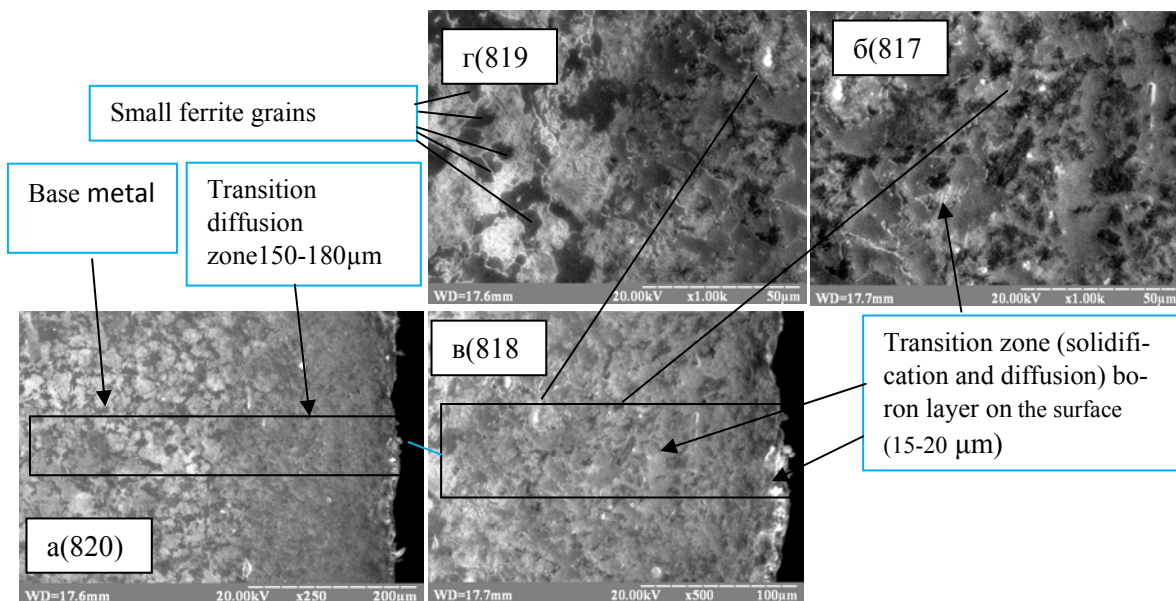 г(819
б(817
Small ferrite grains
Base metal
Transition
diffusion
zone150-180µm
WD=17.6mm 20.00kV x1.00k 50µm
WD=17.7mm 20.00kV x1.00k 50µm
в(818
Transition zone (solidifi-
cation and diffusion) bo-
ron layer on the surface
(15-20 µm)
а(820)
WD=17.6mm 20.00kV x250 200µm
WD=17.7mm 20.00kV x500 100µm